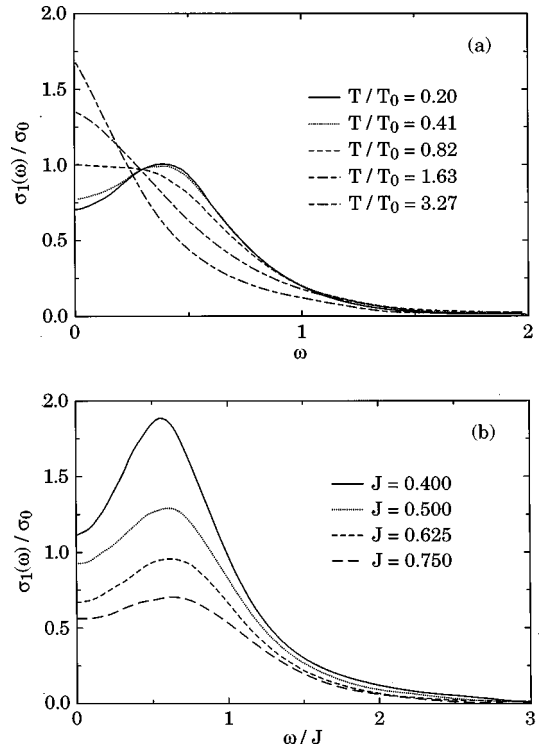 (a)
2.0
1.5
1.0
0.5
0.0
σ₁(ω)/σ₀
T/T₀ = 0.20
T/T₀ = 0.41
T/T₀ = 0.82
T/T₀ = 1.63
T/T₀ = 3.27
0 1 2
ω
(b)
2.0
1.5
1.0
0.5
0.0
σ₁(ω)/σ₀
J = 0.400
J = 0.500
J = 0.625
J = 0.750
0 1 2 3
ω/J